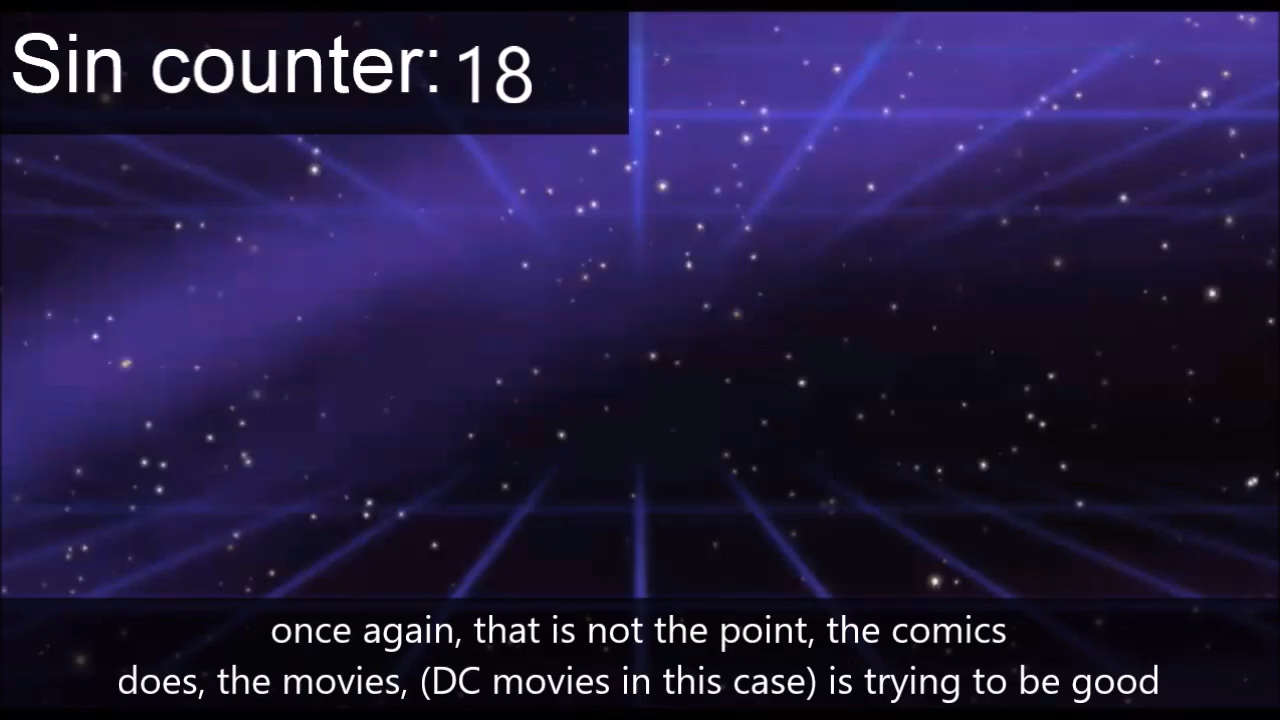 Sin counter: 18
once again, that is not the point, the comics
does, the movies, (DC movies in this case) is trying to be good